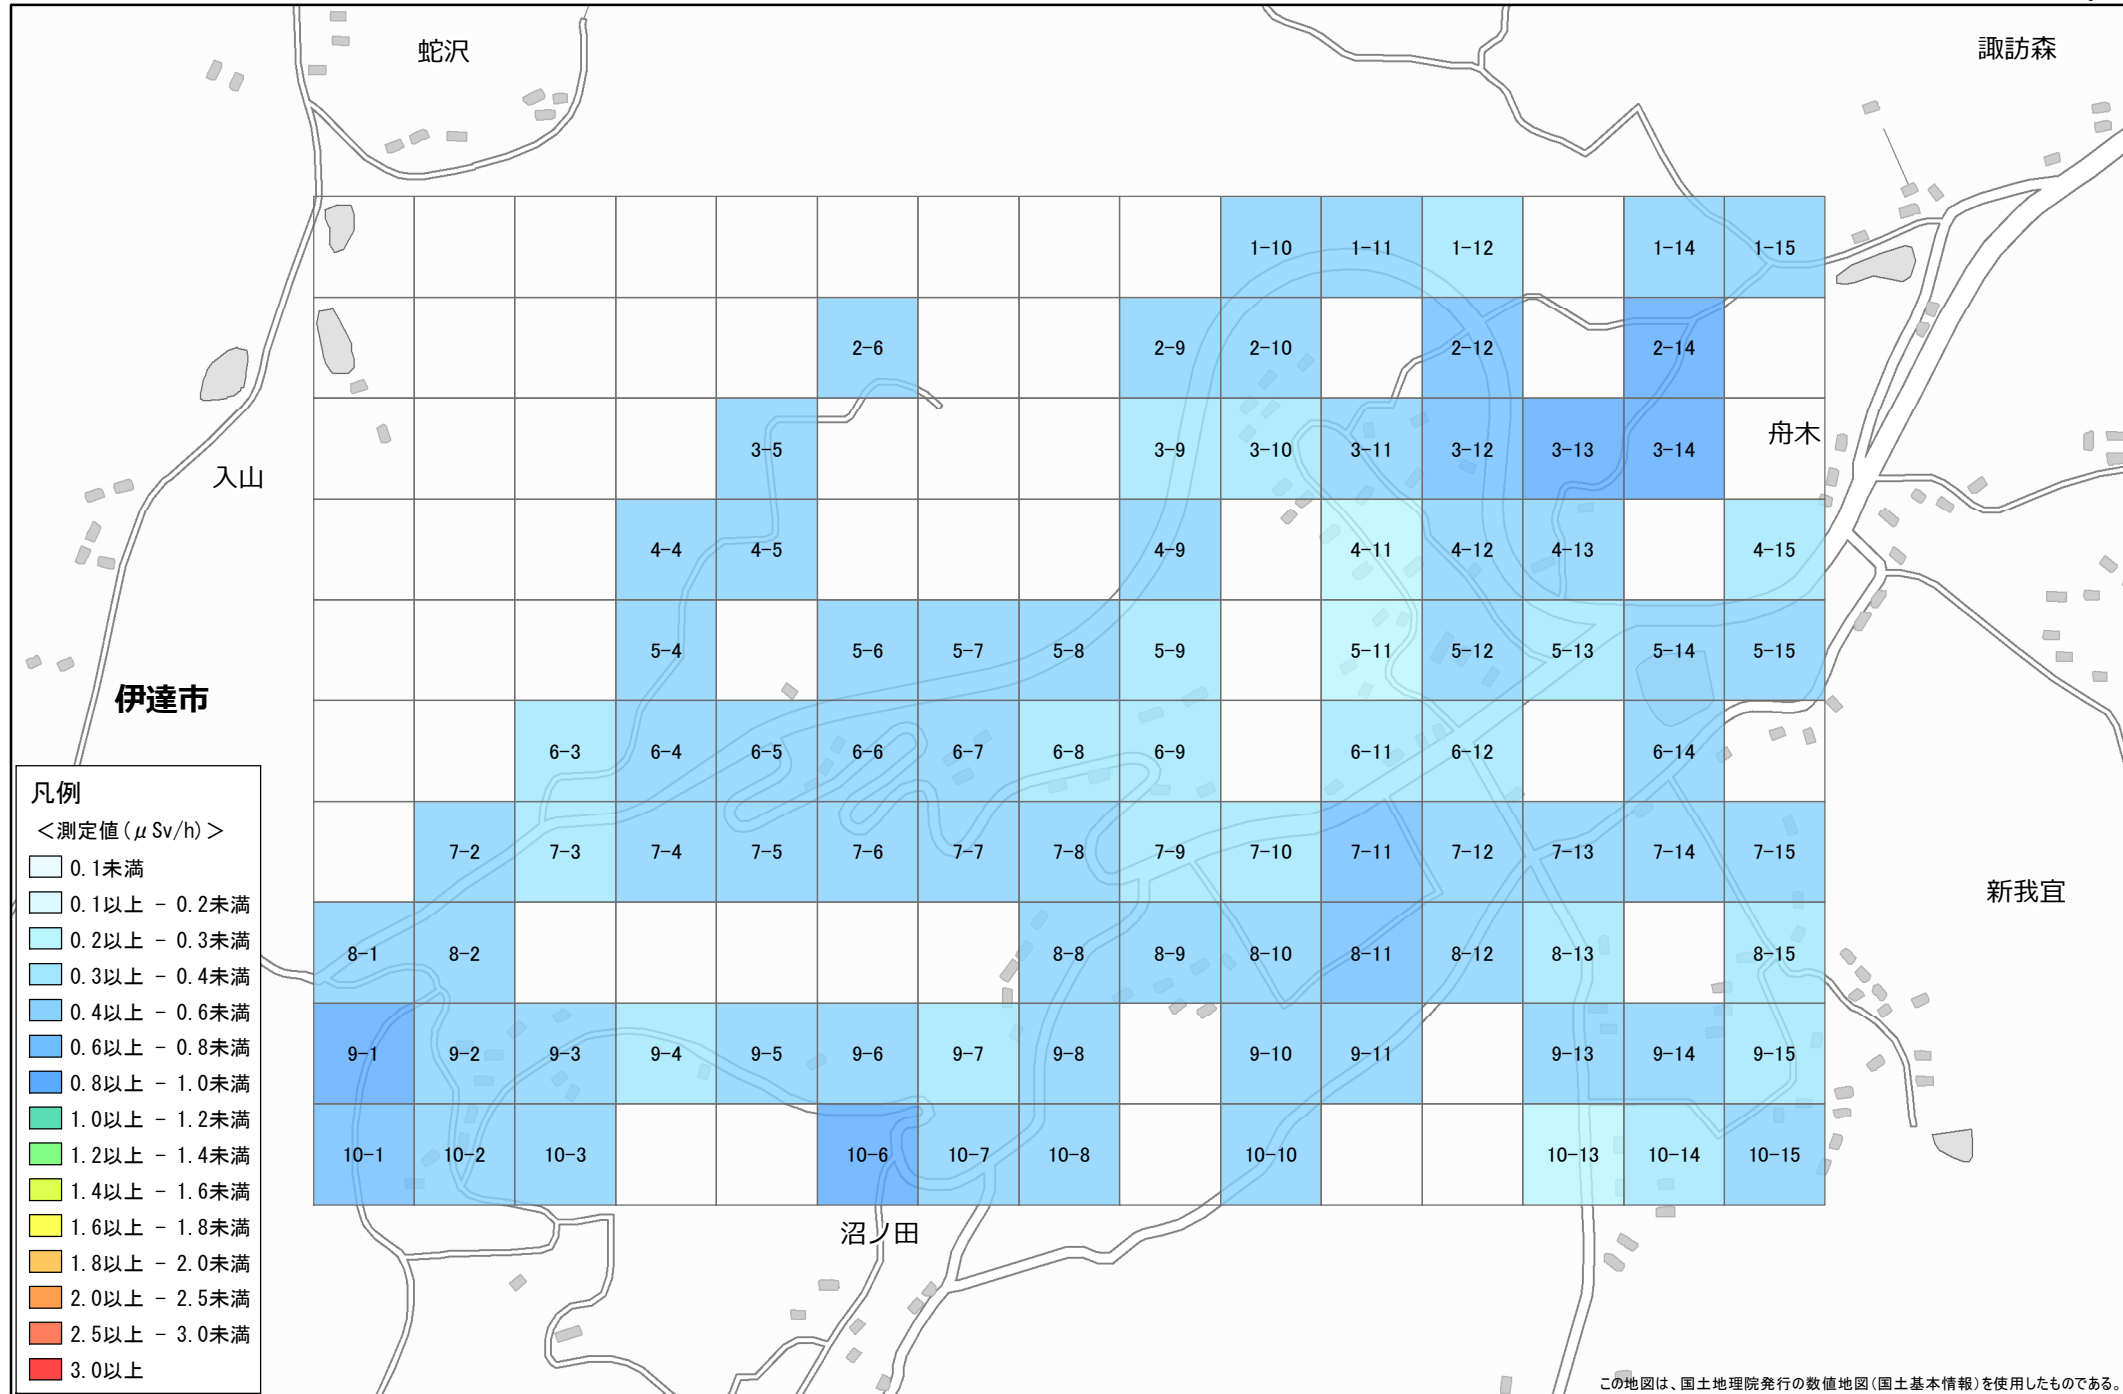 蛇沢
諏訪森
1-10 1-11 1-12 1-14 1-15
2-6 2-9 2-10 2-12 2-14
3-5 3-9 3-10 3-11 3-12 3-13 3-14
舟木
入山
4-4 4-5 4-9 4-11 4-12 4-13 4-15
5-4 5-6 5-7 5-8 5-9 5-11 5-12 5-13 5-14 5-15
伊達市
6-3 6-4 6-5 6-6 6-7 6-8 6-9 6-11 6-12 6-14
7-2 7-3 7-4 7-5 7-6 7-7 7-8 7-9 7-10 7-11 7-12 7-13 7-14 7-15
新我宜
8-1 8-2 8-8 8-9 8-10 8-11 8-12 8-13 8-15
9-1 9-2 9-3 9-4 9-5 9-6 9-7 9-8 9-10 9-11 9-13 9-14 9-15
10-1 10-2 10-3 10-6 10-7 10-8 10-10 10-13 10-14 10-15
沼ノ田
凡例
＜測定値(μSv/h)＞
0.1未満
0.1以上 － 0.2未満
0.2以上 － 0.3未満
0.3以上 － 0.4未満
0.4以上 － 0.6未満
0.6以上 － 0.8未満
0.8以上 － 1.0未満
1.0以上 － 1.2未満
1.2以上 － 1.4未満
1.4以上 － 1.6未満
1.6以上 － 1.8未満
1.8以上 － 2.0未満
2.0以上 － 2.5未満
2.5以上 － 3.0未満
3.0以上
この地図は、国土地理院発行の数値地図(国土基本情報)を使用したものである。